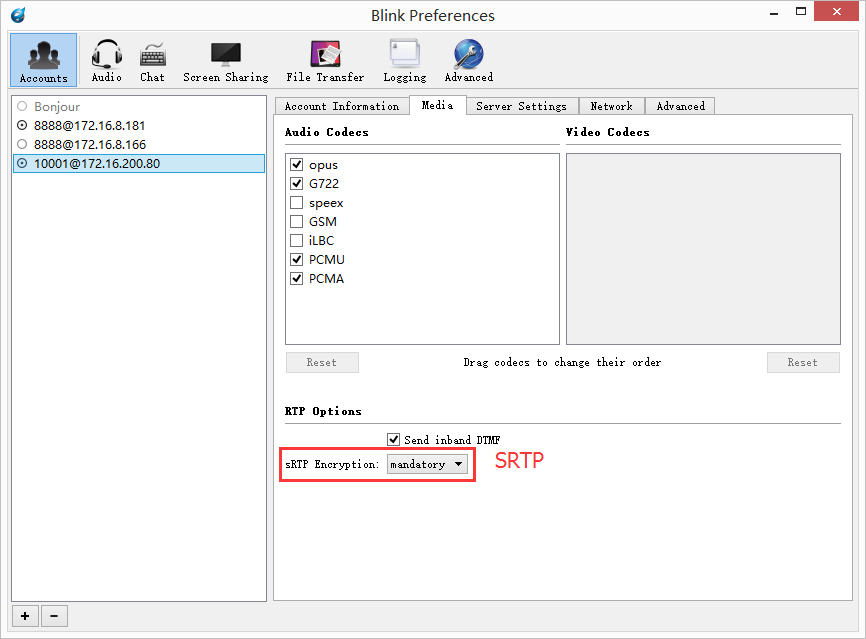 Blink Preferences
Accounts
Audio
Chat
Screen Sharing
File Transfer
Logging
Advanced
Bonjour
8888@172.16.8.181
8888@172.16.8.166
10001@172.16.200.80
Account Information
Media
Server Settings
Network
Advanced
Audio Codecs
Video Codecs
opus
G722
speex
GSM
iLBC
PCMU
PCMA
Reset
Drag codecs to change their order
Reset
RTP Options
Send inband DTMF
sRTP Encryption: mandatory
SRTP